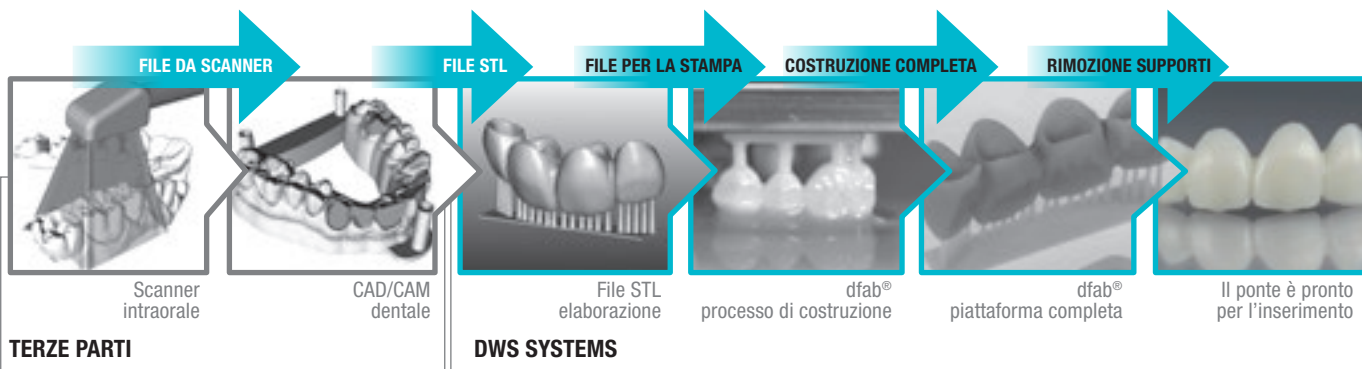 FILE DA SCANNER
FILE STL
FILE PER LA STAMPA
COSTRUZIONE COMPLETA
RIMOZIONE SUPPORTI
Scanner
intraorale
CAD/CAM
dentale
File STL
elaborazione
dfab®
processo di costruzione
dfab®
piattaforma completa
Il ponte è pronto
per l'inserimento
TERZE PARTI
DWS SYSTEMS